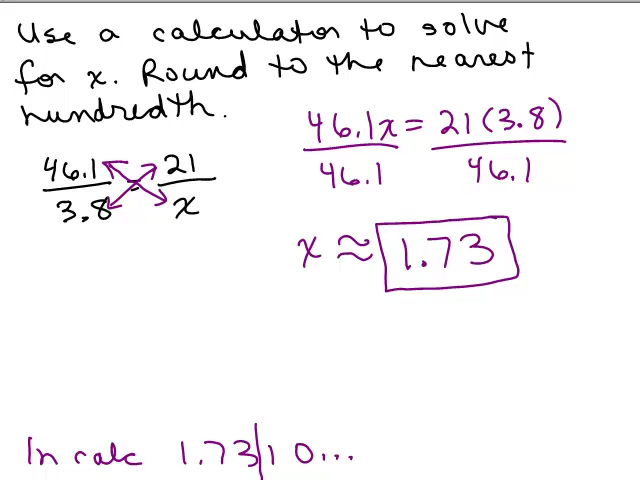 Use a calculator to solve
for x. Round to the nearest
hundredth.
46.1/3.8 = 21/x
46.1x/46.1 = 21(3.8)/46.1
x ≈ 1.73
In calc 1.73|10...